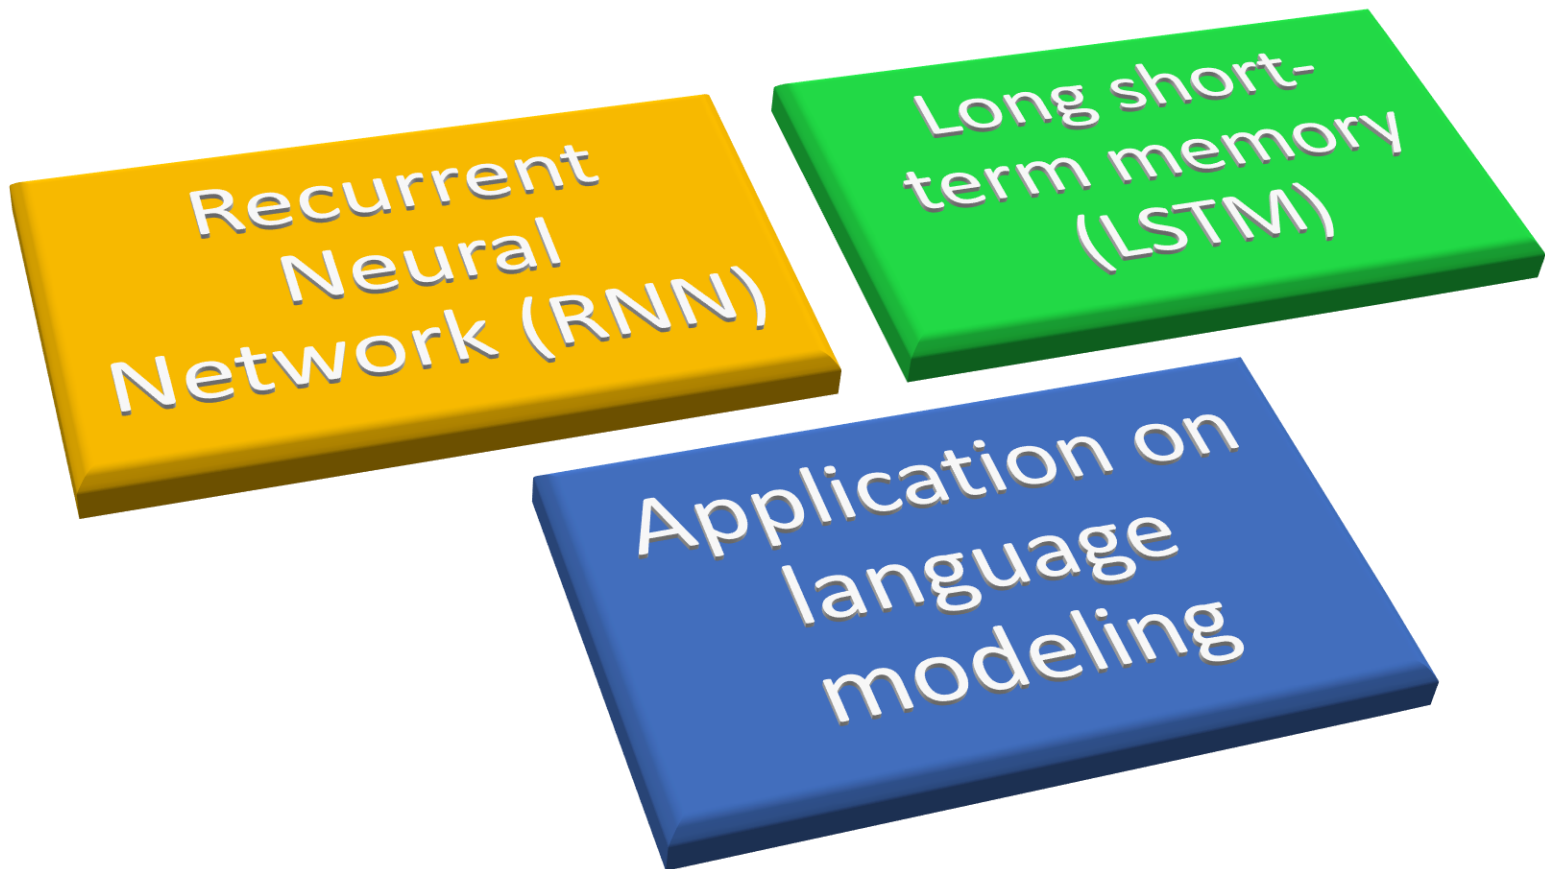 Recurrent
Neural
Network (RNN)
Long short-
term memory
(LSTM)
Application on
language
modeling